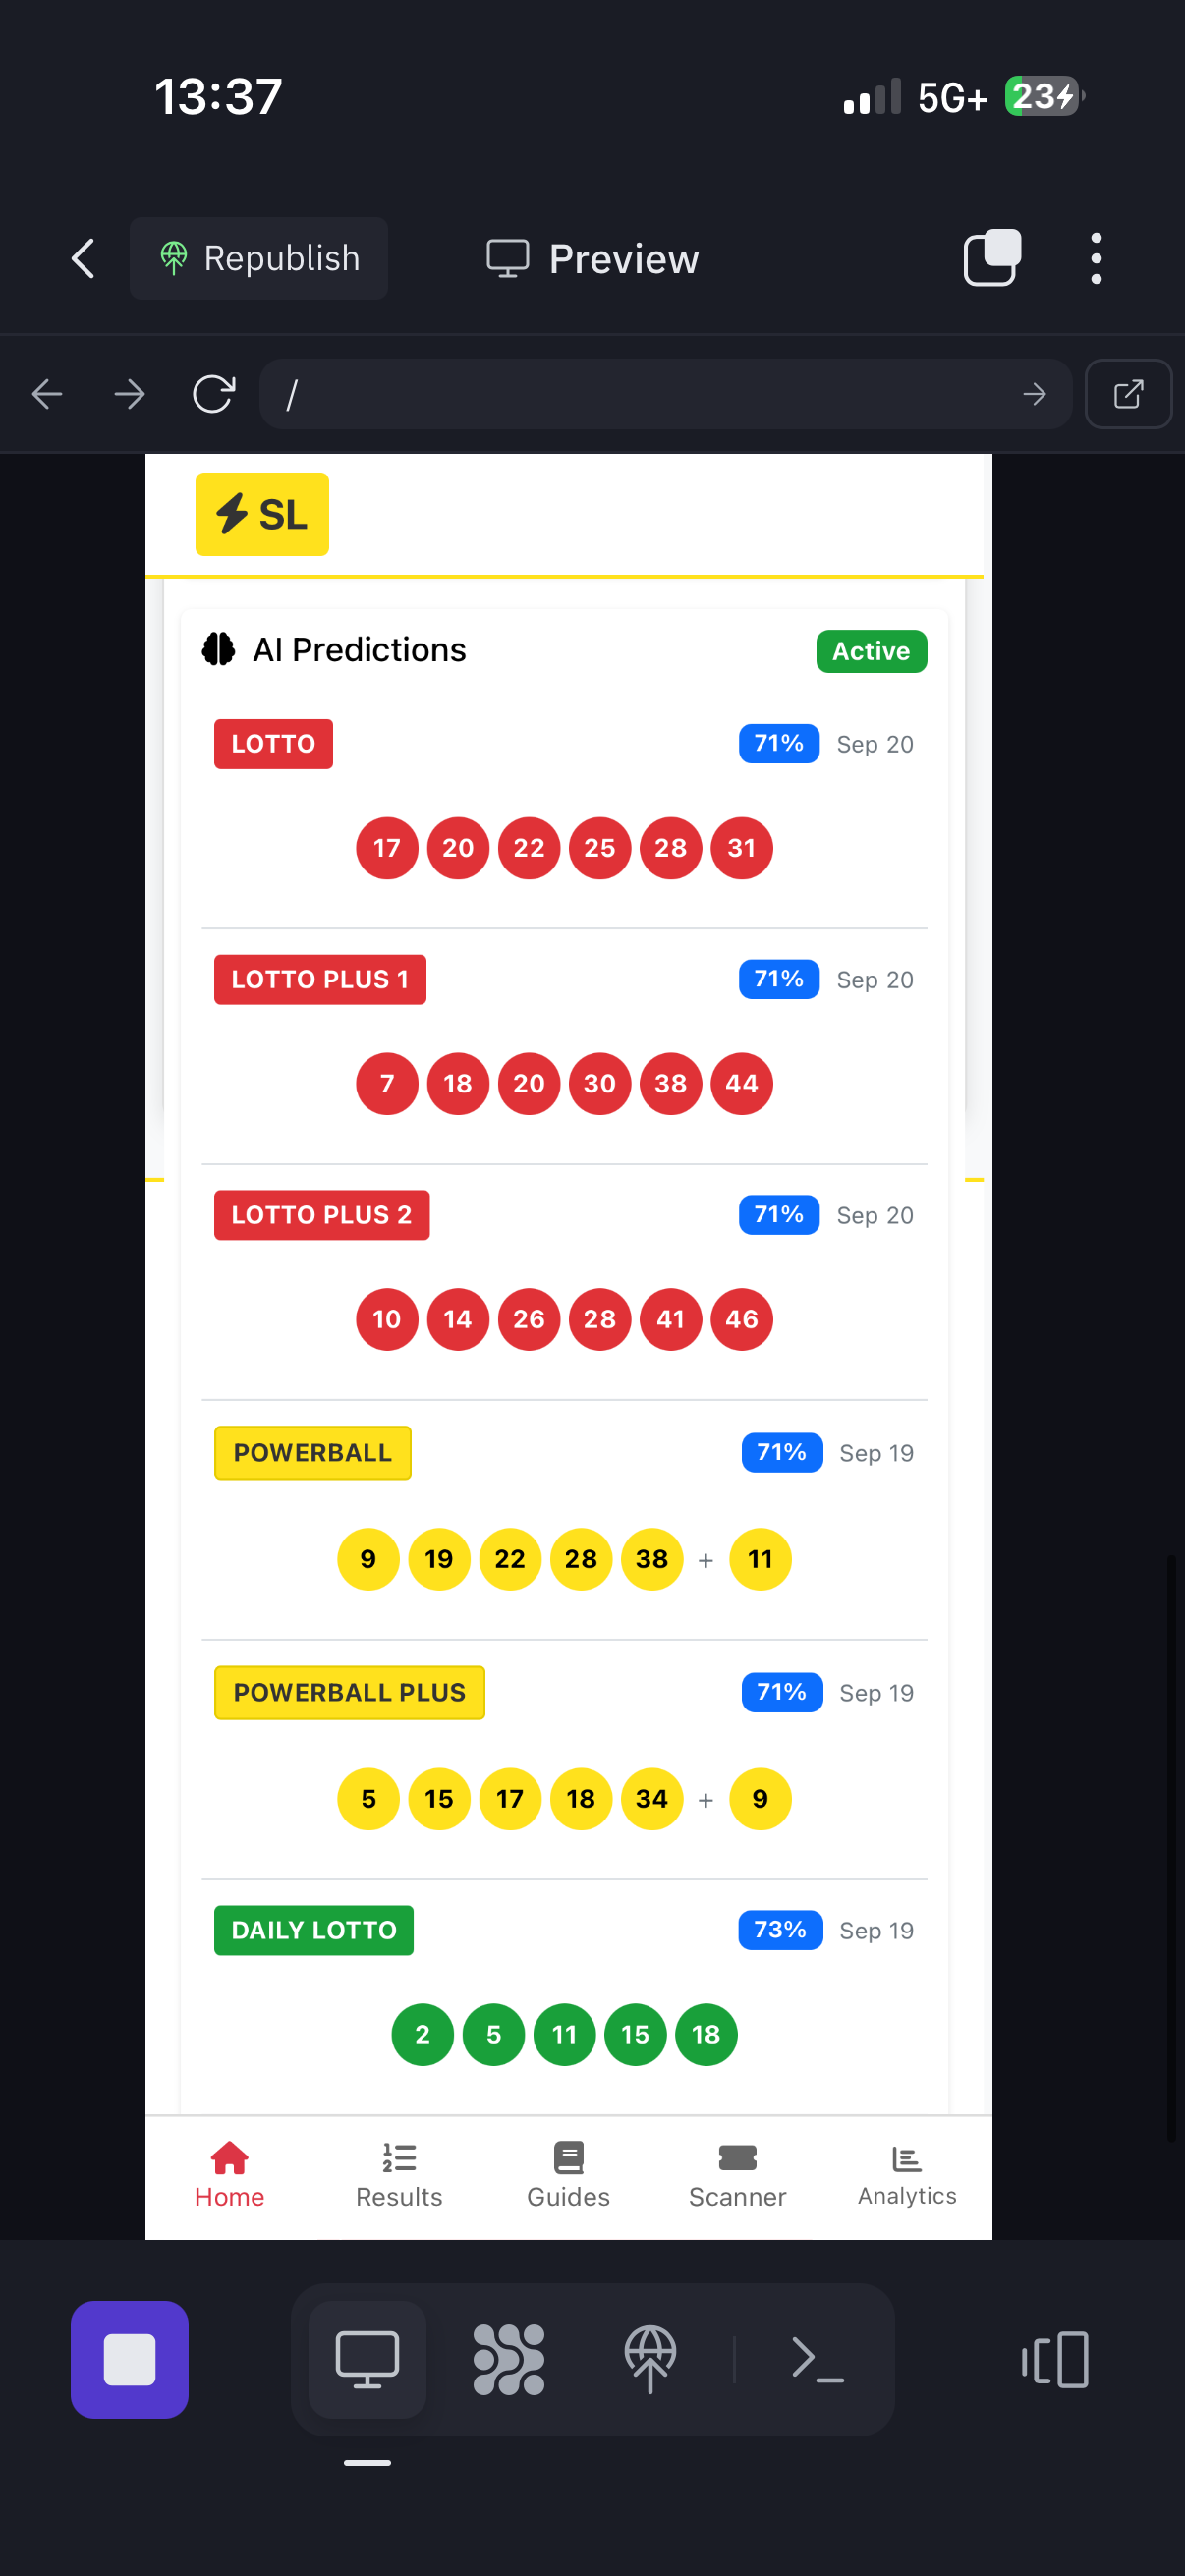 13:37
5G+ 23
Republish
Preview
/
SL
AI Predictions
Active
LOTTO
71% Sep 20
17 20 22 25 28 31
LOTTO PLUS 1
71% Sep 20
7 18 20 30 38 44
LOTTO PLUS 2
71% Sep 20
10 14 26 28 41 46
POWERBALL
71% Sep 19
9 19 22 28 38 + 11
POWERBALL PLUS
71% Sep 19
5 15 17 18 34 + 9
DAILY LOTTO
73% Sep 19
2 5 11 15 18
Home Results Guides Scanner Analytics